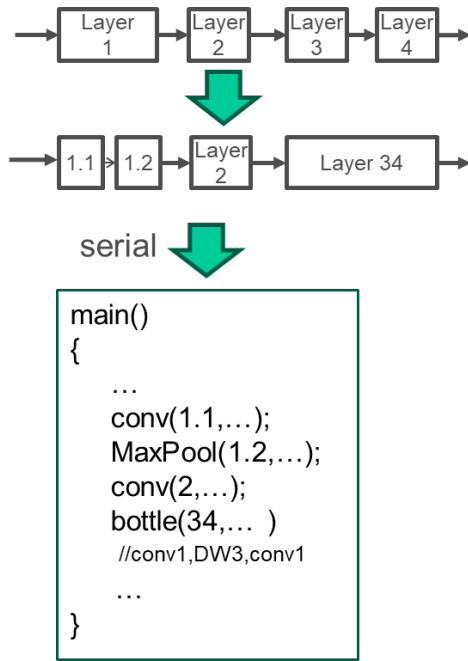 Layer 1
Layer 2
Layer 3
Layer 4
1.1
1.2
Layer 2
Layer 34
serial
main()
{
…
conv(1.1,…);
MaxPool(1.2,…);
conv(2,…);
bottle(34,… )
//conv1,DW3,conv1
…
}